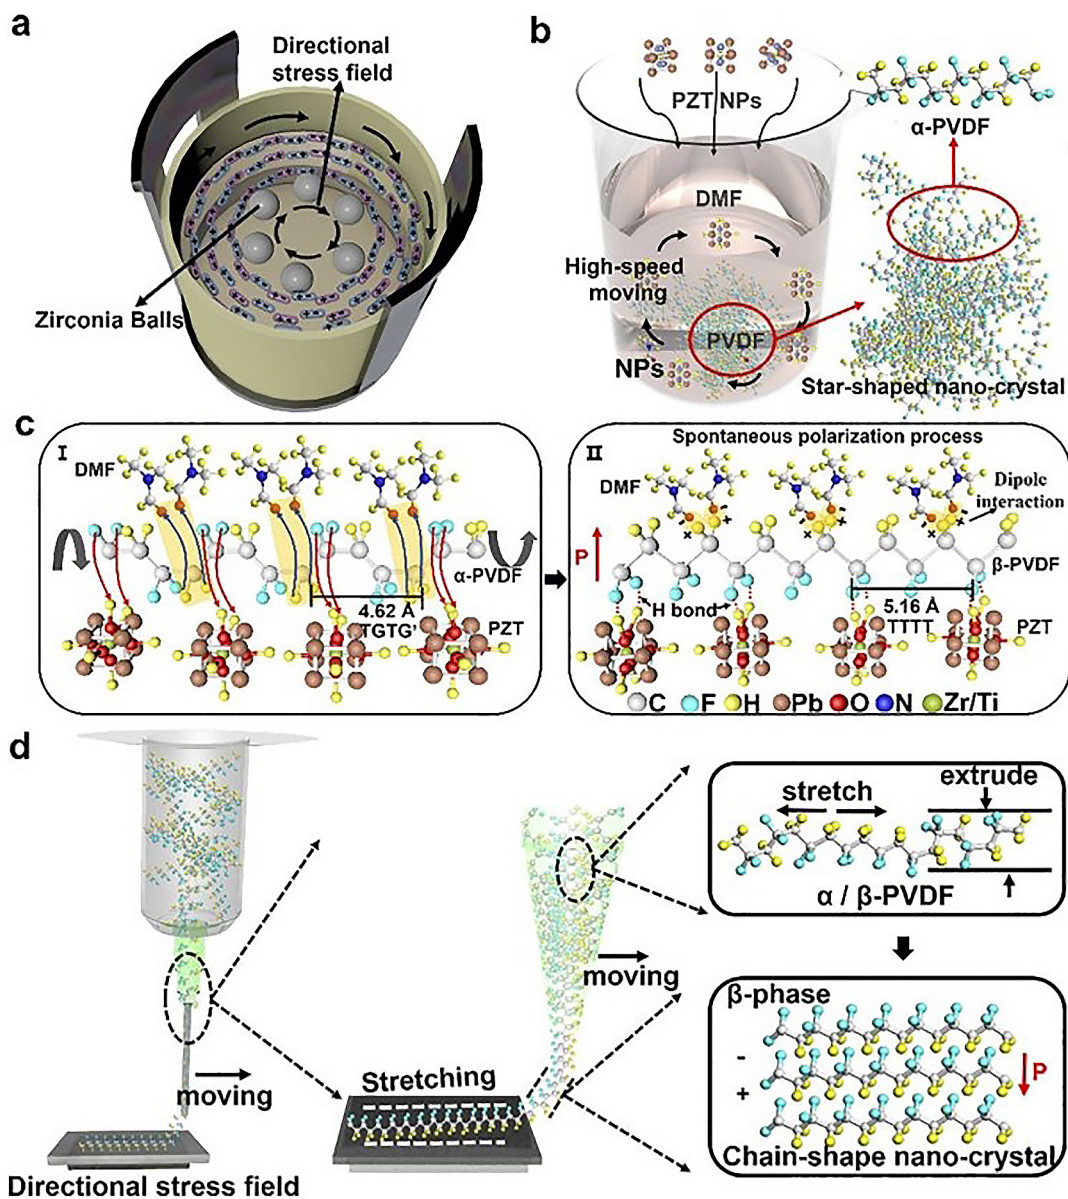 a
Directional
stress field
Zirconia Balls
b
PZT NPs
α-PVDF
DMF
High-speed
moving
PVDF
NPs
Star-shaped nano-crystal
c
I
DMF
α-PVDF
4.62 Å
TGTG'
PZT
II
Spontaneous polarization process
DMF
Dipole
interaction
P
β-PVDF
H bond
5.16 Å
TTTT
PZT
C F H Pb O N Zr/Ti
d
moving
Directional stress field
Stretching
moving
stretch
extrude
α / β-PVDF
β-phase
-
+
P
Chain-shape nano-crystal